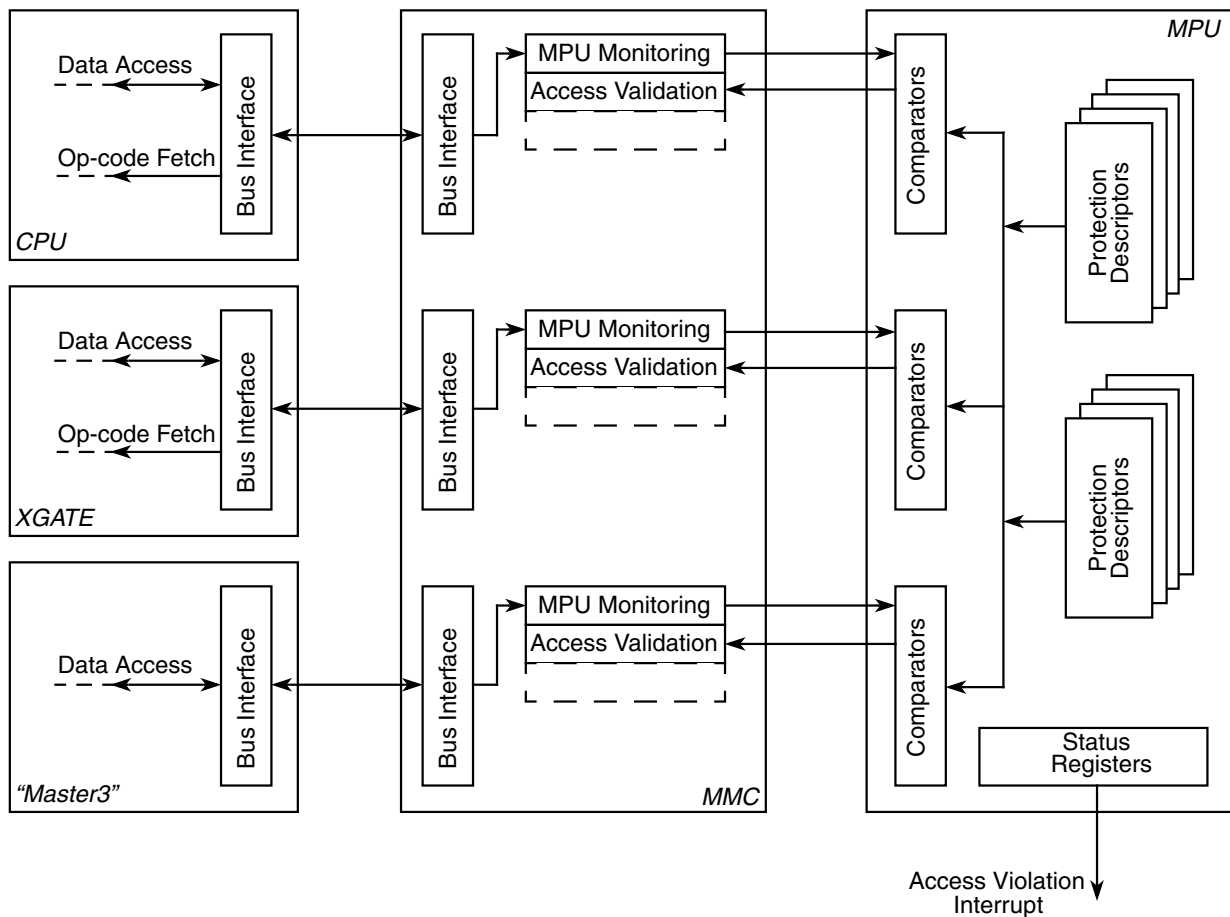 MPU
Data Access
Bus Interface
Op-code Fetch
CPU
Bus Interface
MPU Monitoring
Access Validation
Comparators
Protection
Descriptors
Data Access
Bus Interface
Op-code Fetch
XGATE
Bus Interface
MPU Monitoring
Access Validation
Comparators
Protection
Descriptors
Data Access
Bus Interface
“Master3”
Bus Interface
MPU Monitoring
Access Validation
MMC
Comparators
Status
Registers
Access Violation
Interrupt